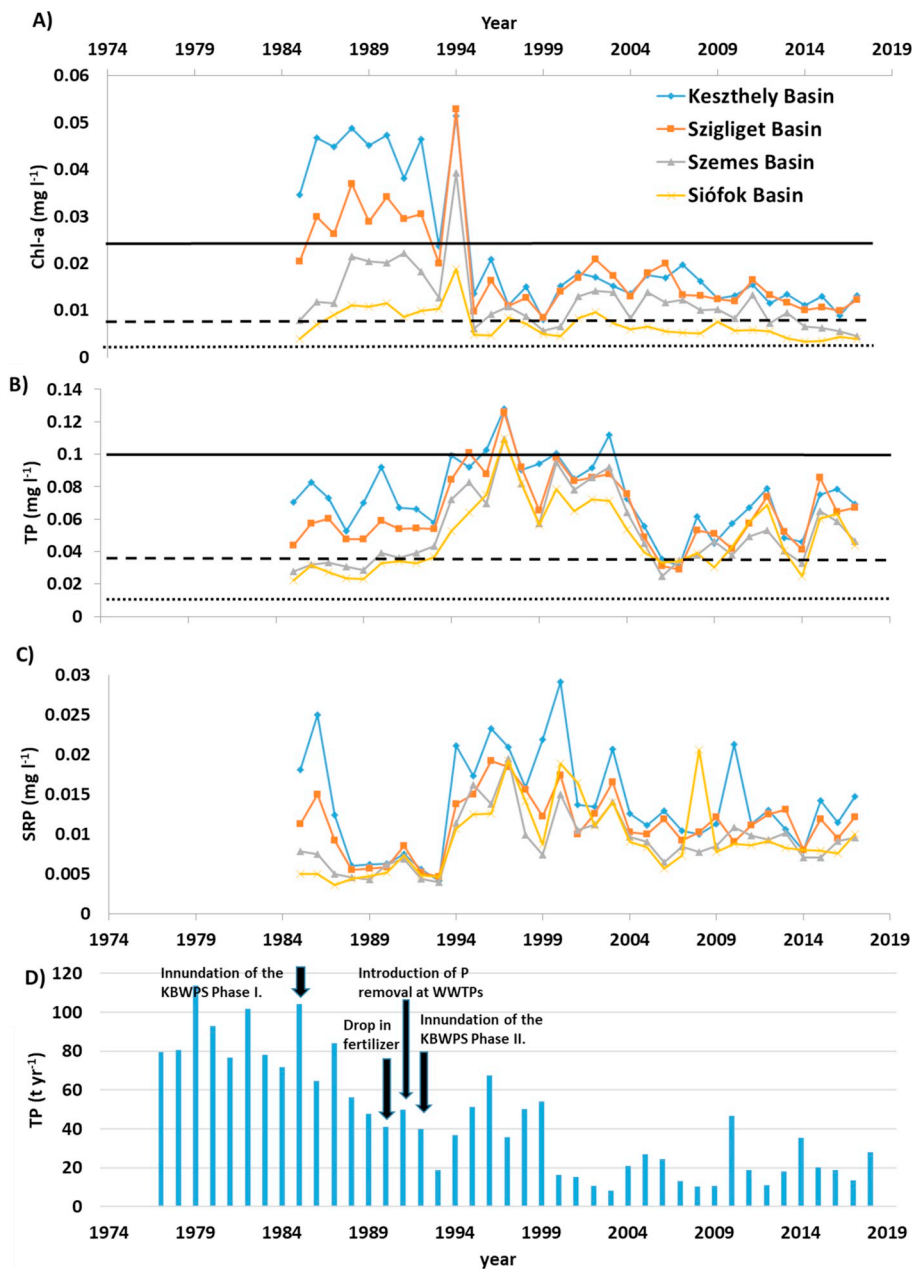 A)
Year
1974 1979 1984 1989 1994 1999 2004 2009 2014 2019
0.06
0.05
0.04
0.03
0.02
0.01
0
Chl-a (mg l-1)
Keszthely Basin
Szigliget Basin
Szemes Basin
Siófok Basin
B)
0.14
0.12
0.1
0.08
0.06
0.04
0.02
0
TP (mg l-1)
C)
0.03
0.025
0.02
0.015
0.01
0.005
0
SRP (mg l-1)
1974 1979 1984 1989 1994 1999 2004 2009 2014 2019
D)
120
100
80
60
40
20
0
TP (t yr-1)
Innundation of the
KBWPS Phase I.
Introduction of P
removal at WWTPs
Drop in
fertilizer
Innundation of the
KBWPS Phase II.
1974 1979 1984 1989 1994 1999 2004 2009 2014 2019
year